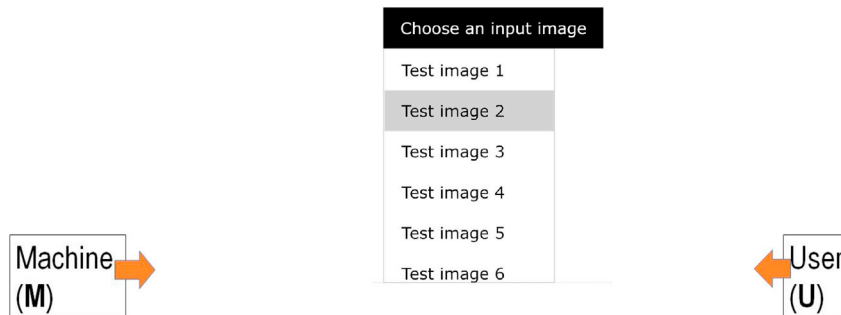 Choose an input image
Test image 1
Test image 2
Test image 3
Test image 4
Test image 5
Test image 6
Machine
(M)
User
(U)